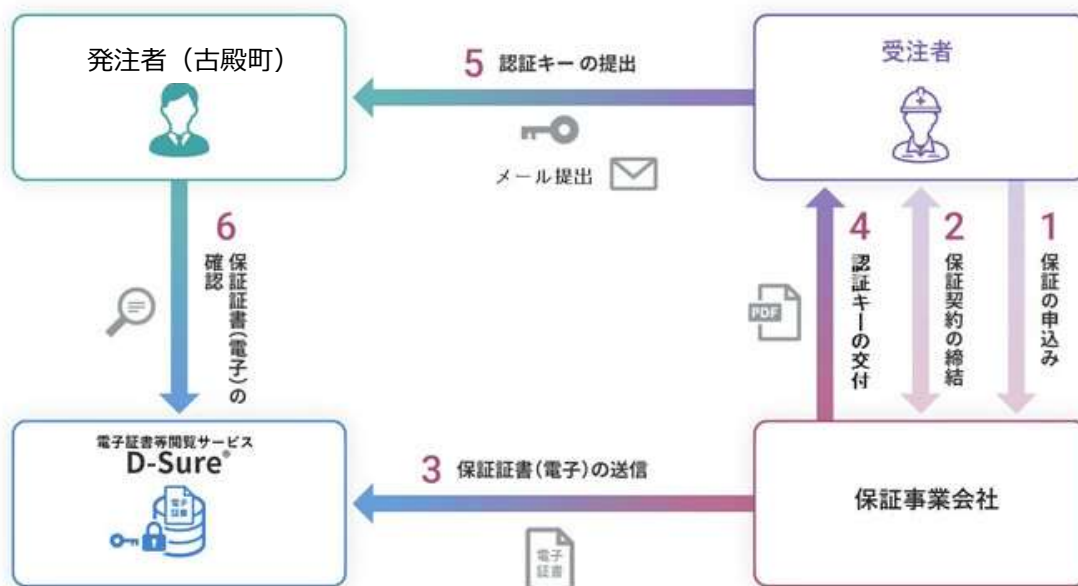 発注者（古殿町）
5 認証キー の提出
受注者
メール提出
6 保証証書(電子)の
確認
PDF
4 認証キーの交付
2 保証契約の締結
1 保証の申込み
電子証書等閲覧サービス
D-Sure®
電子
証書
3 保証証書(電子)の送信
電子
証書
保証事業会社